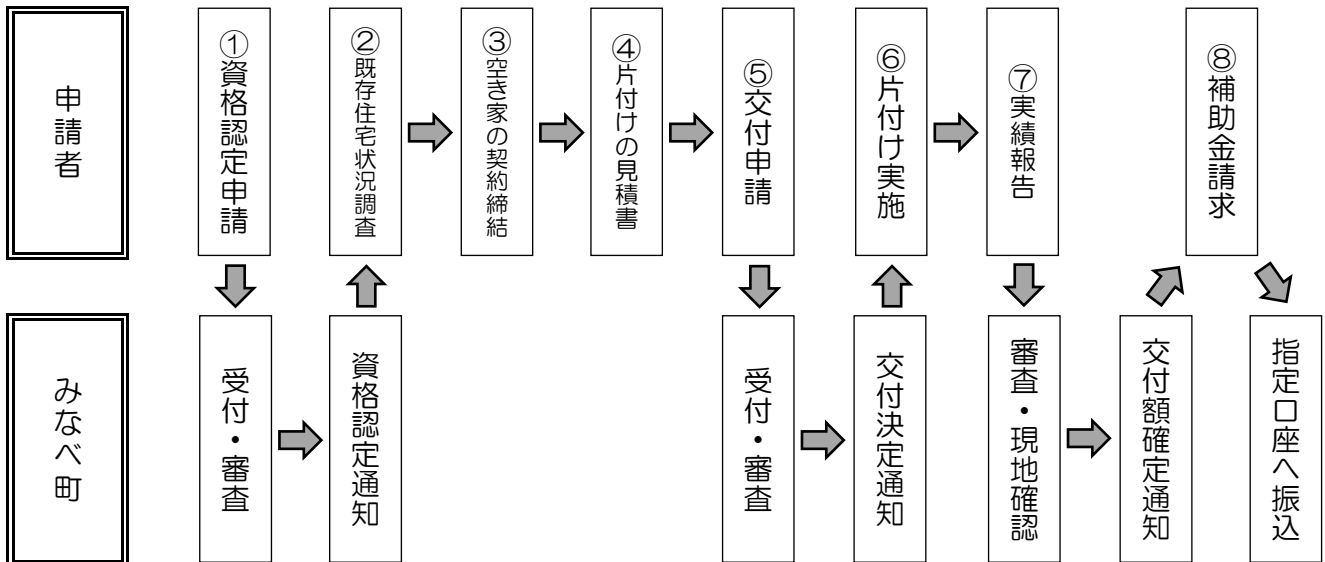 申請者
①資格認定申請
②既存住宅状況調査
③空き家の契約締結
④片付けの見積書
⑤交付申請
⑥片付け実施
⑦実績報告
⑧補助金請求
みなべ町
受付・審査
資格認定通知
受付・審査
交付決定通知
審査・現地確認
交付額確定通知
指定口座へ振込